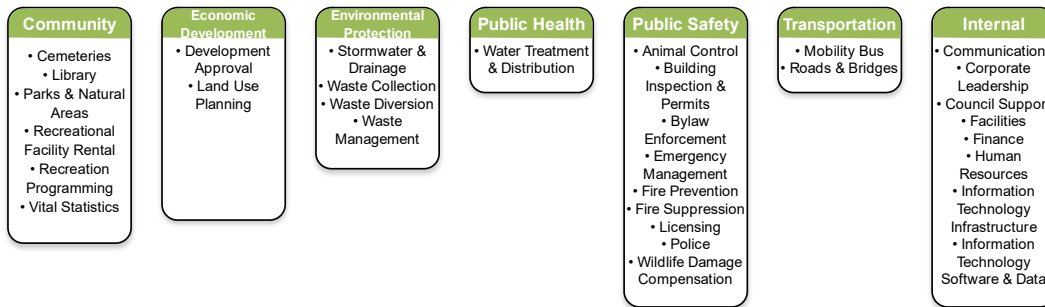 Community
• Cemeteries
• Library
• Parks & Natural
Areas
• Recreational
Facility Rental
• Recreation
Programming
• Vital Statistics
Economic
Development
• Development
Approval
• Land Use
Planning
Environmental
Protection
• Stormwater &
Drainage
• Waste Collection
• Waste Diversion
• Waste
Management
Public Health
• Water Treatment
& Distribution
Public Safety
• Animal Control
• Building
Inspection &
Permits
• Bylaw
Enforcement
• Emergency
Management
• Fire Prevention
• Fire Suppression
• Licensing
• Police
• Wildlife Damage
Compensation
Transportation
• Mobility Bus
• Roads & Bridges
Internal
• Communication
• Corporate
Leadership
• Council Support
• Facilities
• Finance
• Human
Resources
• Information
Technology
Infrastructure
• Information
Technology
Software & Data